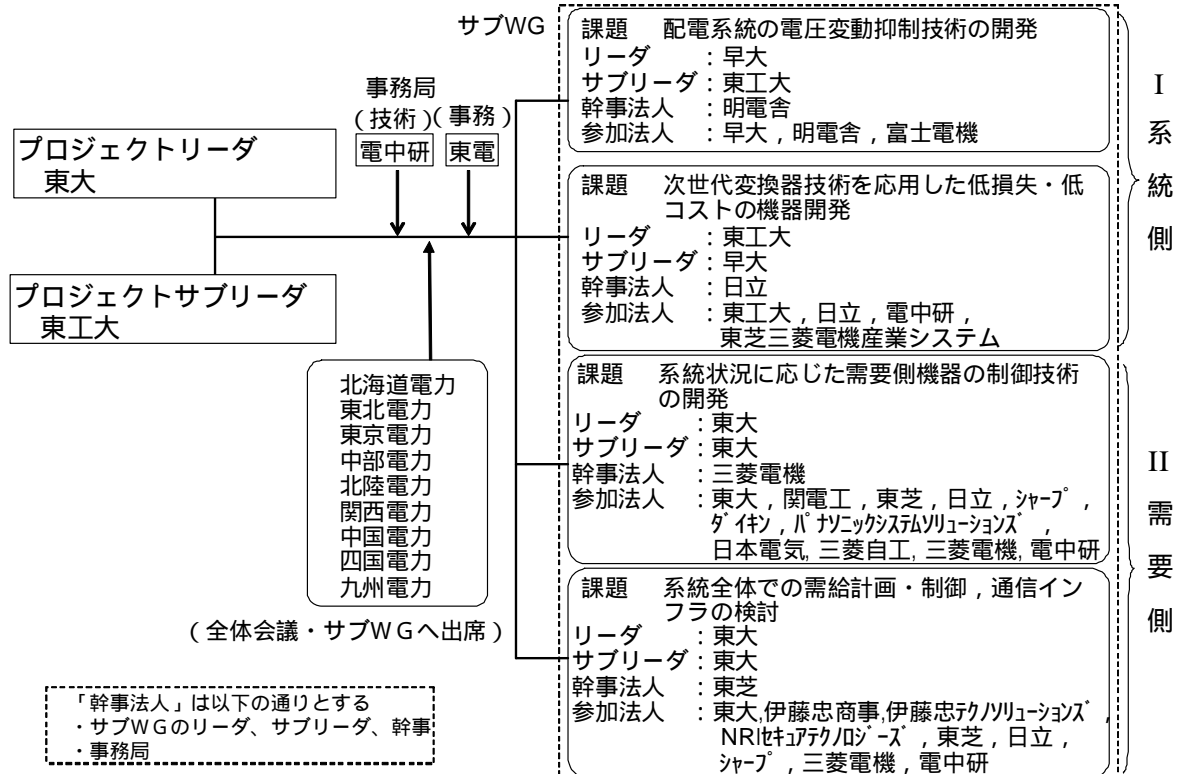 サブWG
課題 配電系統の電圧変動抑制技術の開発
リーダ :早大
サブリーダ:東工大
幹事法人 :明電舎
参加法人 :早大,明電舎,富士電機
事務局
(技術)(事務)
電中研 東電
プロジェクトリーダ
東大
プロジェクトサブリーダ
東工大
課題 次世代変換器技術を応用した低損失・低
コストの機器開発
リーダ :東工大
サブリーダ:早大
幹事法人 :日立
参加法人 :東工大,日立,電中研,
東芝三菱電機産業システム
I
系
統
側
北海道電力
東北電力
東京電力
中部電力
北陸電力
関西電力
中国電力
四国電力
九州電力
(全体会議・サブWGへ出席)
課題 系統状況に応じた需要側機器の制御技術
の開発
リーダ :東大
サブリーダ:東大
幹事法人 :三菱電機
参加法人 :東大,関電工,東芝,日立,シャープ,
ダイキン,パナソニックシステムソリューションズ,
日本電気,三菱自工,三菱電機,電中研
課題 系統全体での需給計画・制御,通信イン
フラの検討
リーダ :東大
サブリーダ:東大
幹事法人 :東芝
参加法人 :東大,伊藤忠商事,伊藤忠テクノソリューションズ,
NRIセキュアテクノロジーズ,東芝,日立,
シャープ,三菱電機,電中研
II
需
要
側
「幹事法人」は以下の通りとする
・サブWGのリーダ、サブリーダ、幹事
・事務局